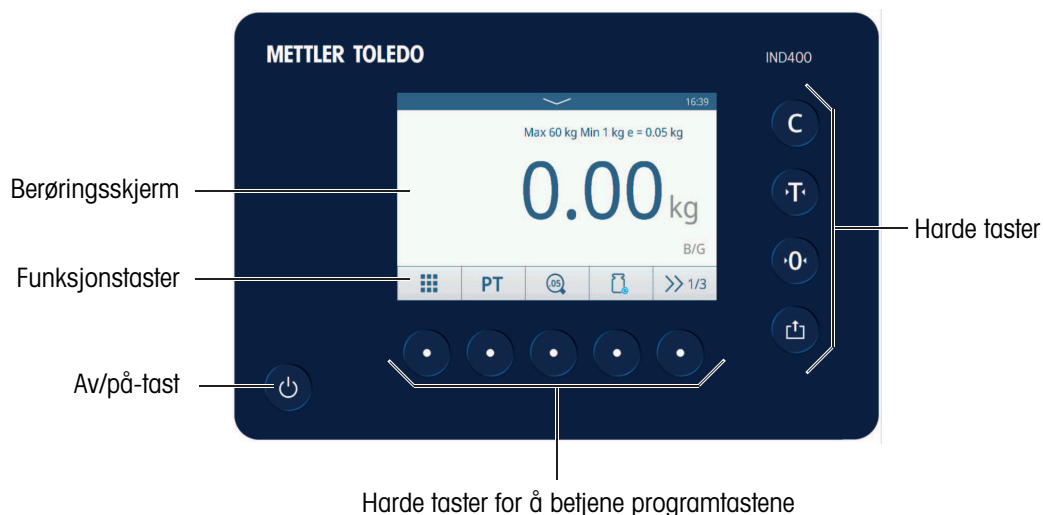 METTLER TOLEDO
IND400
16:39
Max 60 kg Min 1 kg e = 0.05 kg
0.00 kg
B/G
PT
.05
1/3
C
T
0
Berøringsskjerm
Funksjonstaster
Av/på-tast
Harde taster
Harde taster for å betjene programtastene